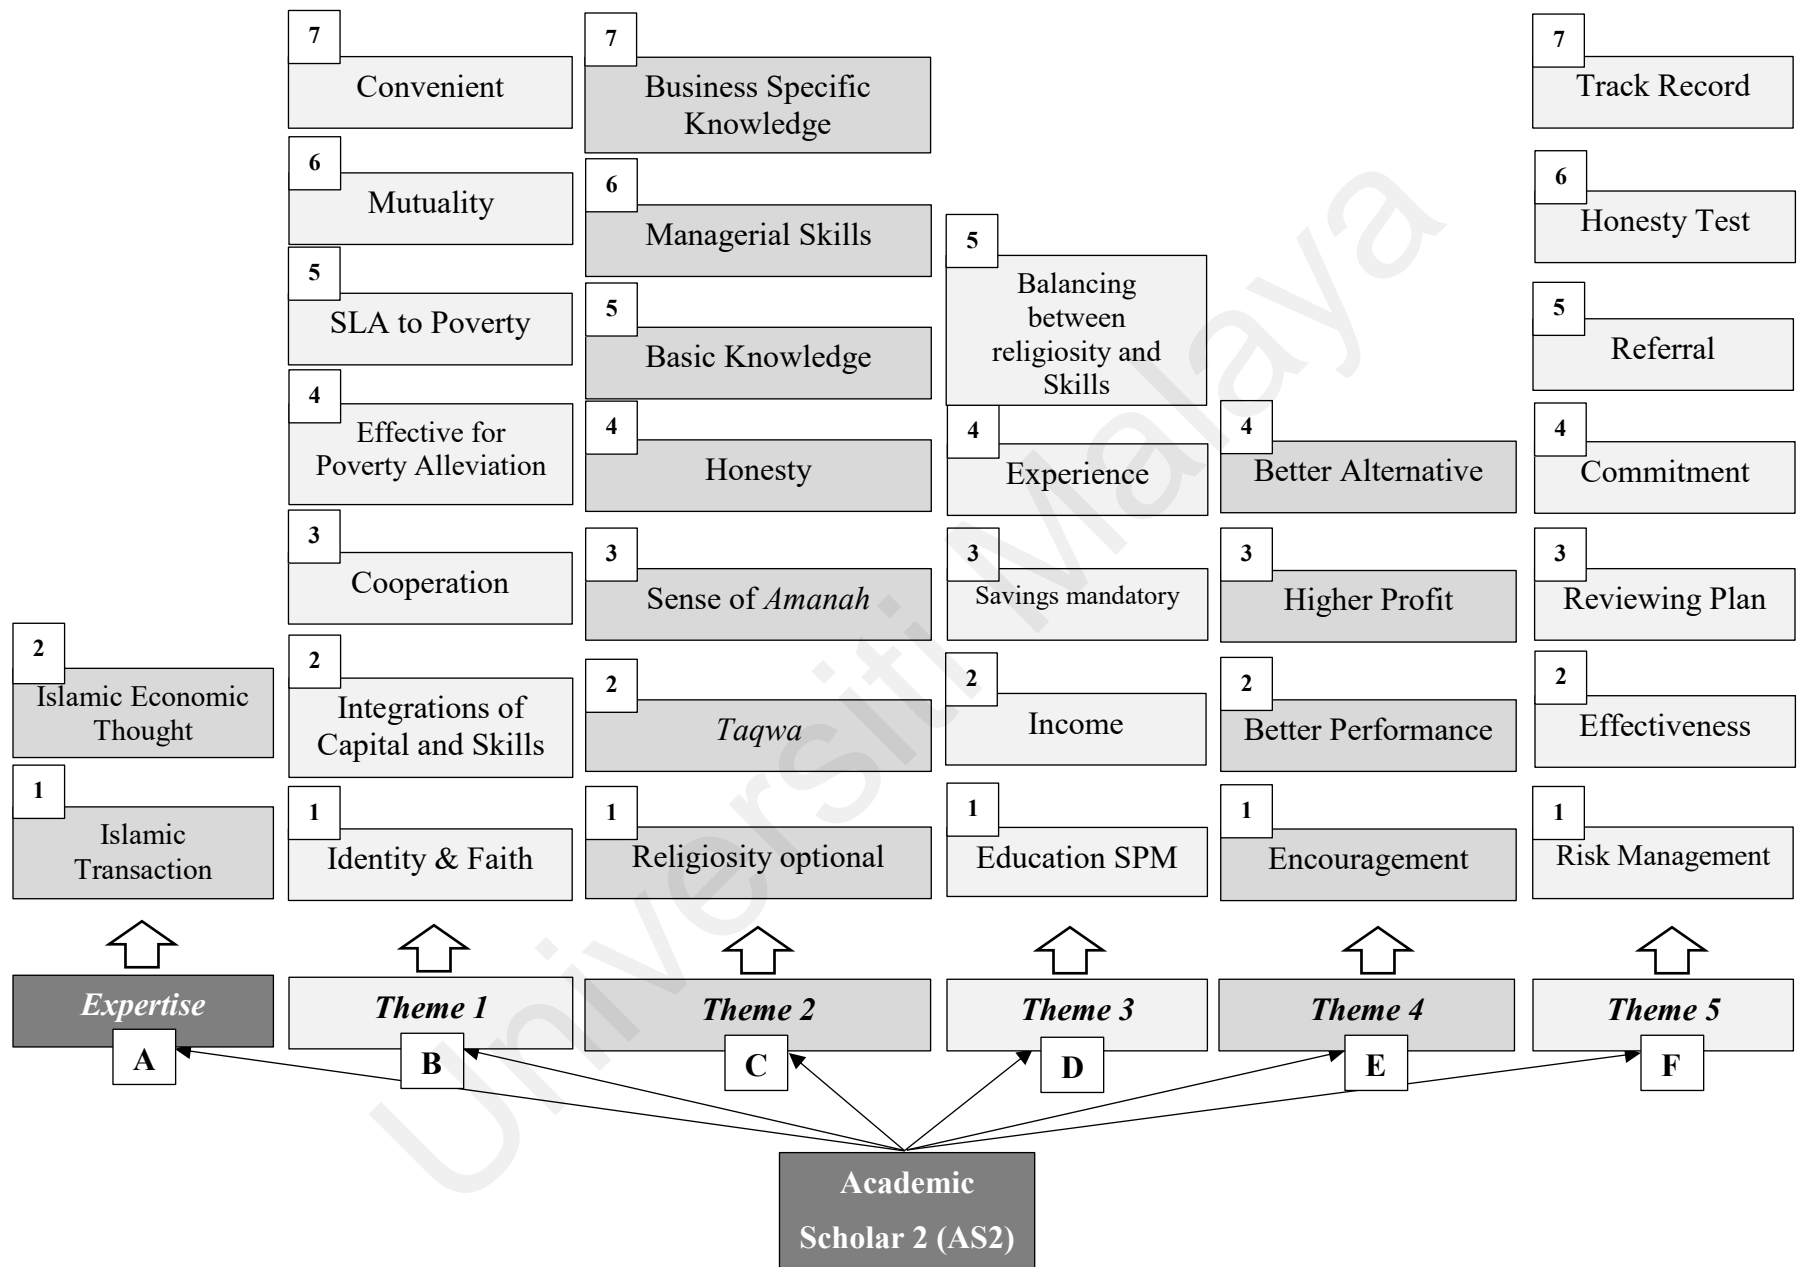 7
Convenient
6
Mutuality
5
SLA to Poverty
4
Effective for
Poverty Alleviation
3
Cooperation
2
Integrations of
Capital and Skills
1
Identity & Faith
7
Business Specific
Knowledge
6
Managerial Skills
5
Basic Knowledge
4
Honesty
3
Sense of Amanah
2
Taqwa
1
Religiosity optional
5
Balancing
between
religiosity and
Skills
4
Experience
3
Savings mandatory
2
Income
1
Education SPM
4
Better Alternative
3
Higher Profit
2
Better Performance
1
Encouragement
7
Track Record
6
Honesty Test
5
Referral
4
Commitment
3
Reviewing Plan
2
Effectiveness
1
Risk Management
2
Islamic Economic
Thought
1
Islamic
Transaction
Expertise
A
Theme 1
B
Theme 2
C
Theme 3
D
Theme 4
E
Theme 5
F
Academic
Scholar 2 (AS2)
Universiti Malaya